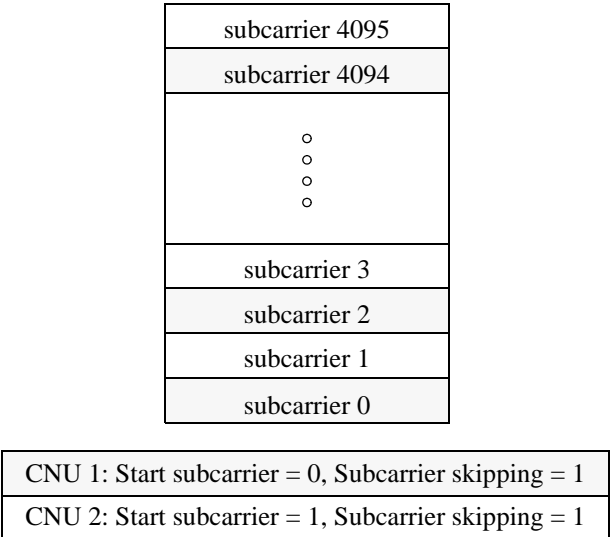 subcarrier 4095
subcarrier 4094
subcarrier 3
subcarrier 2
subcarrier 1
subcarrier 0
CNU 1: Start subcarrier = 0, Subcarrier skipping = 1
CNU 2: Start subcarrier = 1, Subcarrier skipping = 1